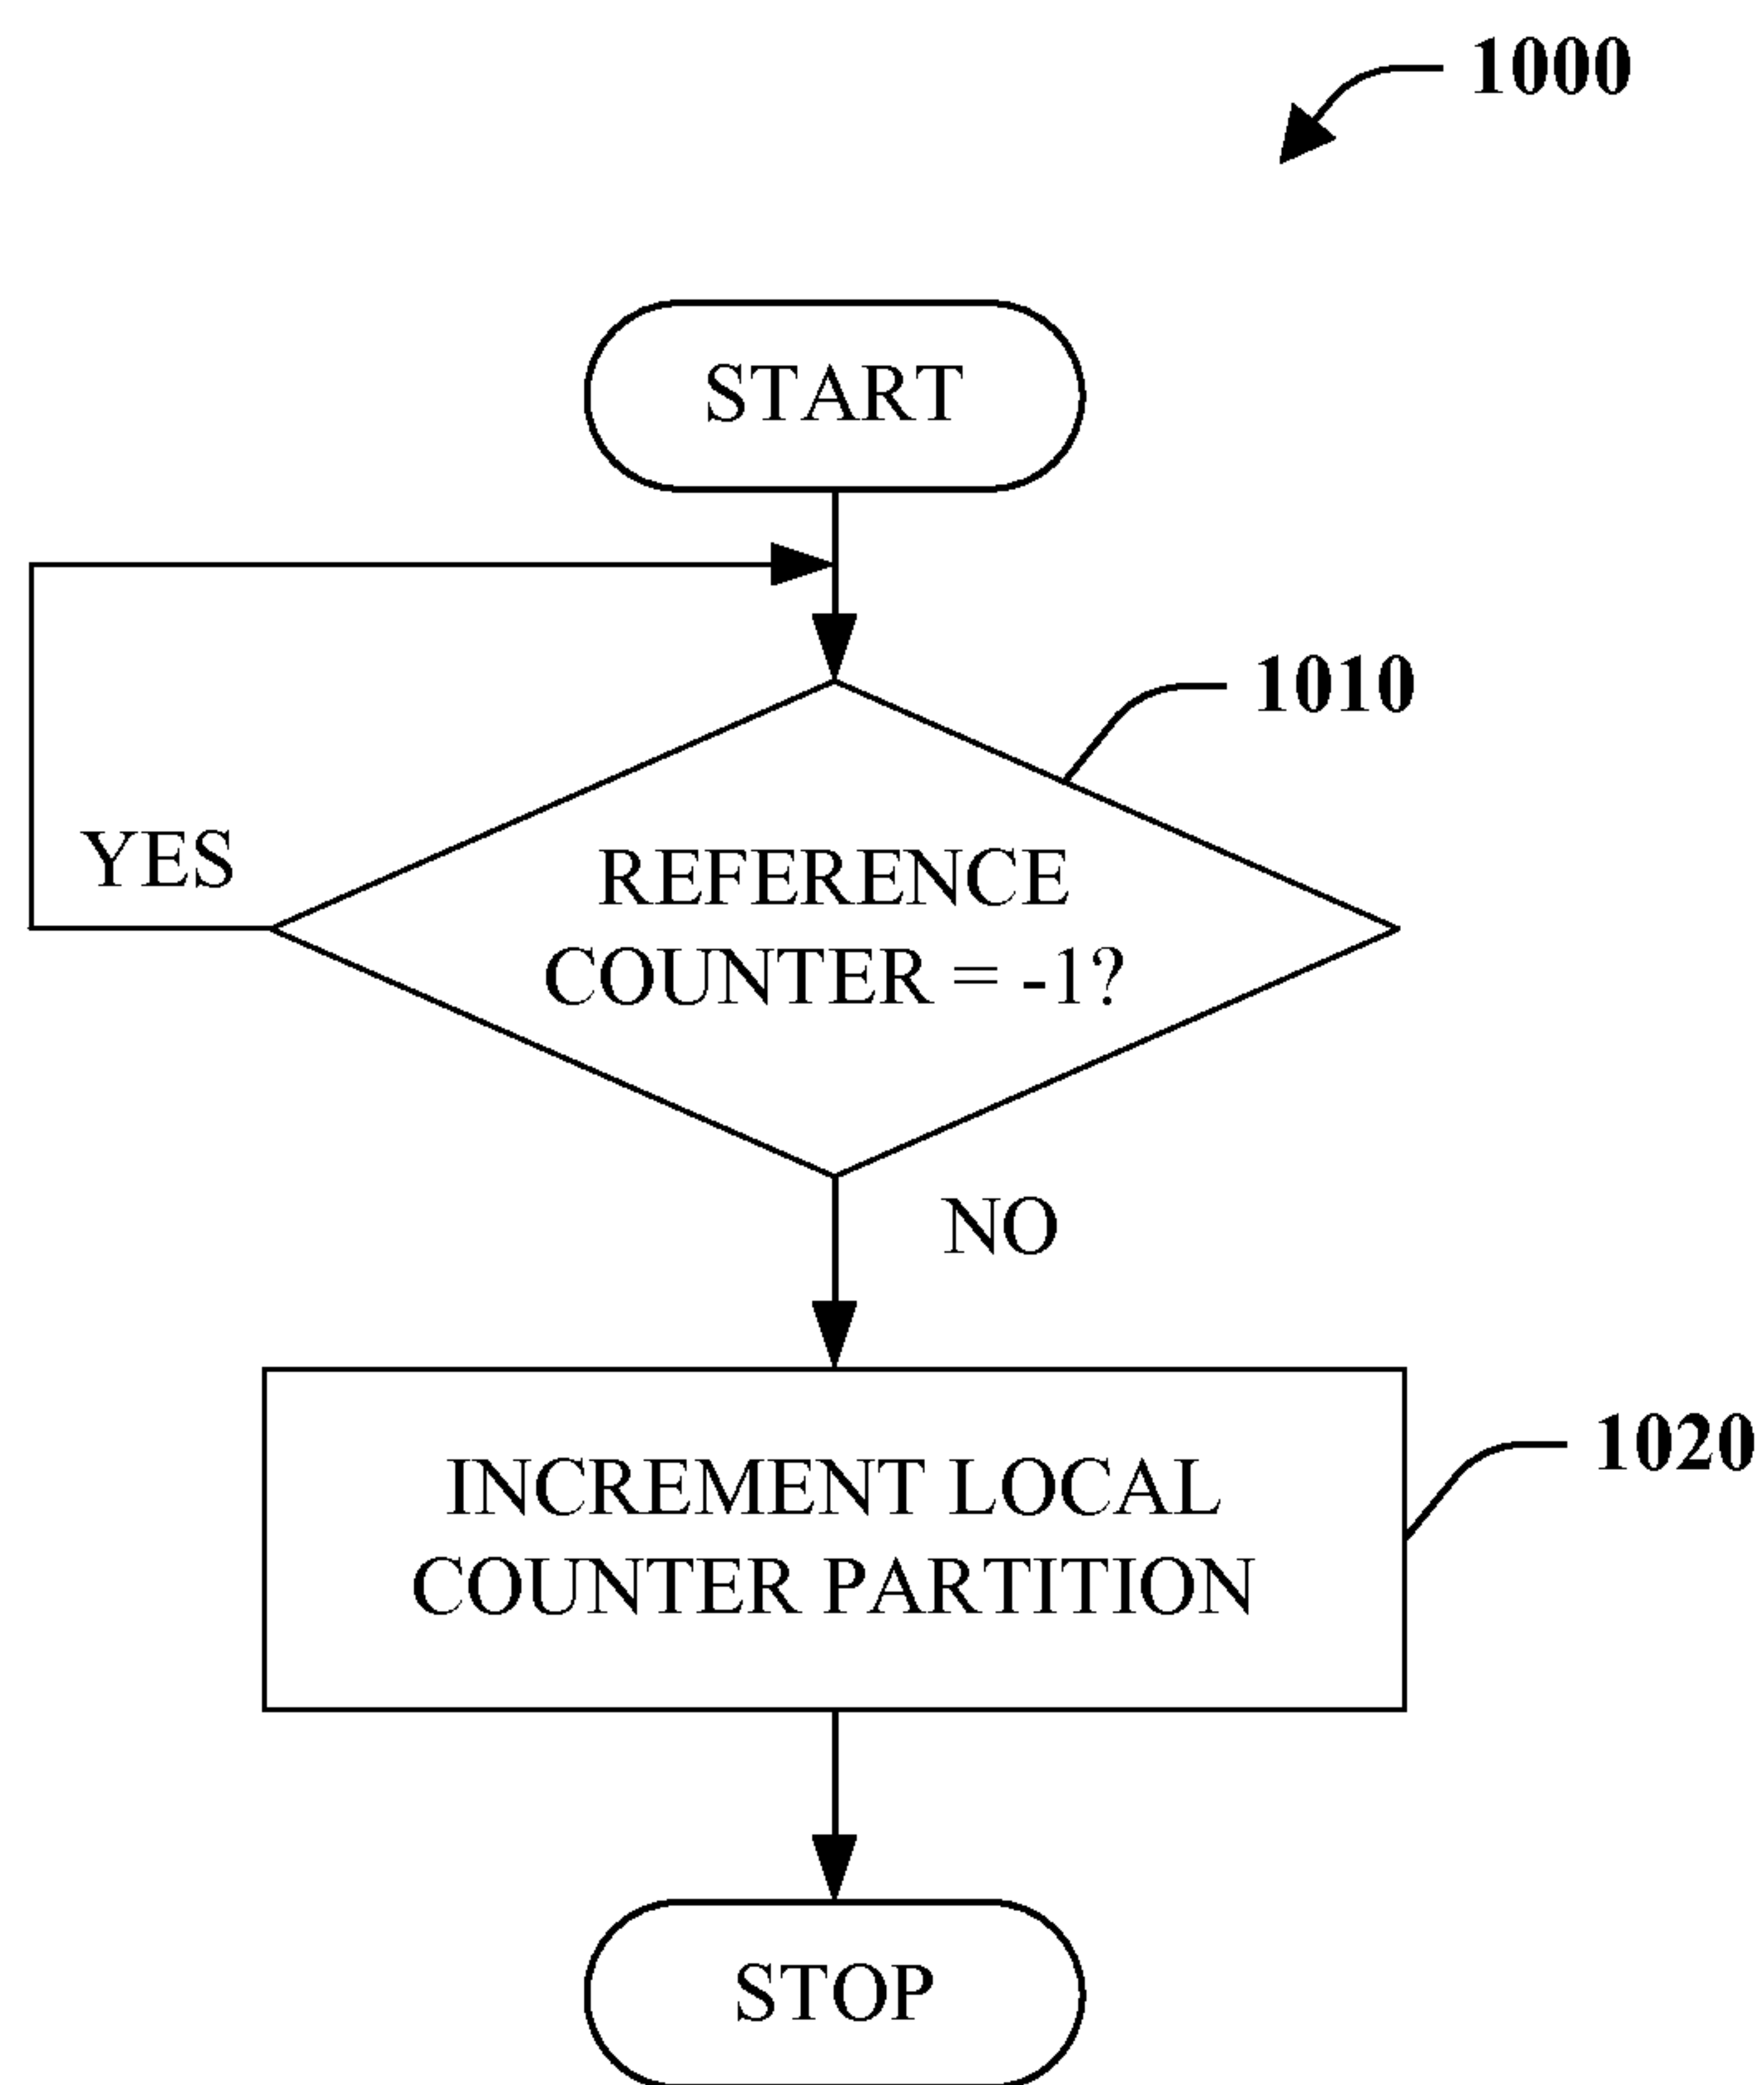 1000
START
1010
YES
REFERENCE
COUNTER = -1?
NO
1020
INCREMENT LOCAL
COUNTER PARTITION
STOP